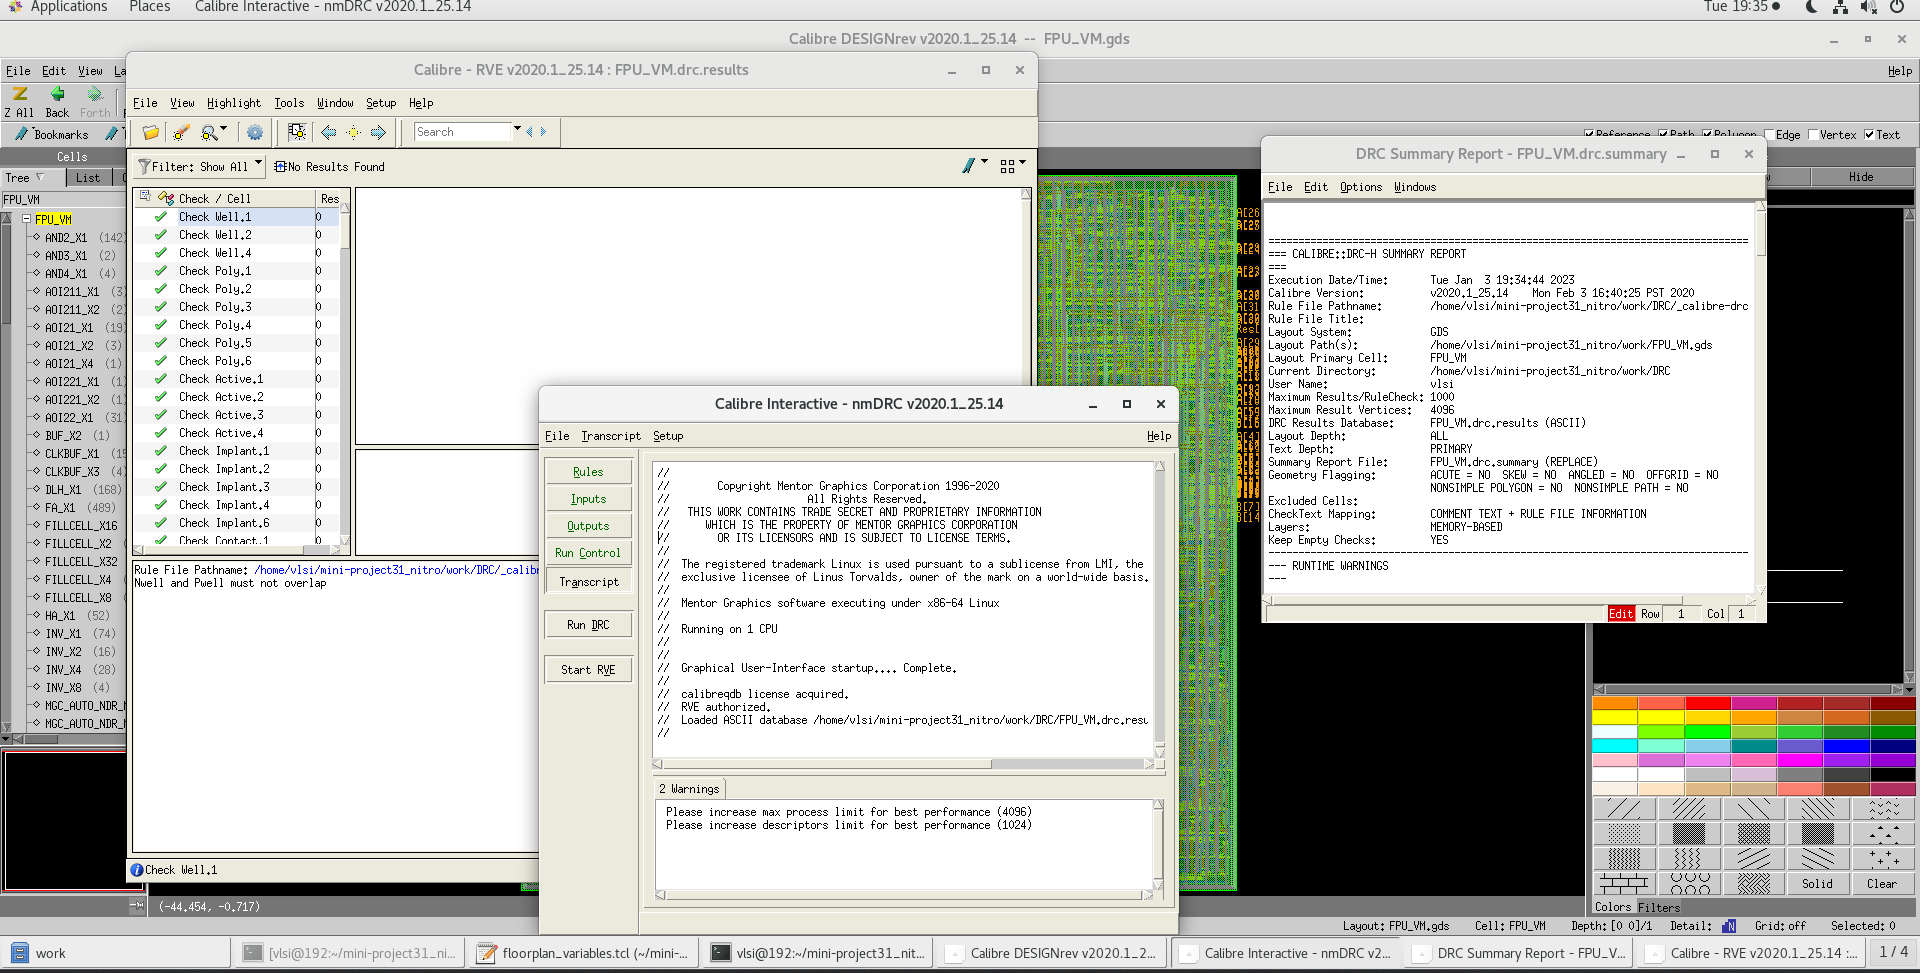 Applications Places Calibre Interactive - nmDRC v2020.1_25.14 Tue 19:35
Calibre DESIGNrev v2020.1_25.14 -- FPU_VM.gds
File Edit View La Help
Z All Back Forth
Bookmarks
Reference Path Polygon Edge Vertex Text
Cells
Tree List
Hide
FPU_VM
FPU_VM
AND2_X1 (142)
AND3_X1 (2)
AND4_X1 (4)
AOI211_X1 (3)
AOI211_X2 (1)
AOI21_X1 (19)
AOI21_X2 (3)
AOI21_X4 (1)
AOI221_X1 (1)
AOI221_X2 (1)
AOI22_X1 (31)
BUF_X2 (1)
CLKBUF_X1 (15
CLKBUF_X3 (4)
DLH_X1 (168)
FA_X1 (489)
FILLCELL_X16
FILLCELL_X2
FILLCELL_X32
FILLCELL_X4
FILLCELL_X8
HA_X1 (52)
INV_X1 (74)
INV_X2 (16)
INV_X4 (28)
INV_X8 (4)
MGC_AUTO_NDR_
MGC_AUTO_NDR_
Calibre - RVE v2020.1_25.14 : FPU_VM.drc.results
File View Highlight Tools Window Setup Help
Search
Filter: Show All No Results Found
Check / Cell Res
Check Well.1 0
Check Well.2 0
Check Well.4 0
Check Poly.1 0
Check Poly.2 0
Check Poly.3 0
Check Poly.4 0
Check Poly.5 0
Check Poly.6 0
Check Active.1 0
Check Active.2 0
Check Active.3 0
Check Active.4 0
Check Implant.1 0
Check Implant.2 0
Check Implant.3 0
Check Implant.4 0
Check Implant.6 0
Check Contact.1 0
Rule File Pathname: /home/vlsi/mini-project31_nitro/work/DRC/_calibr
Nwell and Pwell must not overlap
Check Well.1
Calibre Interactive - nmDRC v2020.1_25.14
File Transcript Setup Help
Rules
Inputs
Outputs
Run Control
Transcript
Run DRC
Start RVE
//
// Copyright Mentor Graphics Corporation 1996-2020
// All Rights Reserved.
// THIS WORK CONTAINS TRADE SECRET AND PROPRIETARY INFORMATION
// WHICH IS THE PROPERTY OF MENTOR GRAPHICS CORPORATION
// OR ITS LICENSORS AND IS SUBJECT TO LICENSE TERMS.
//
// The registered trademark Linux is used pursuant to a sublicense from LMI, the
// exclusive licensee of Linus Torvalds, owner of the mark on a world-wide basis.
//
// Mentor Graphics software executing under x86-64 Linux
//
// Running on 1 CPU
//
//
// Graphical User-Interface startup.... Complete.
//
// calibreqdb license acquired.
// RVE authorized.
// Loaded ASCII database /home/vlsi/mini-project31_nitro/work/DRC/FPU_VM.drc.resu
//
2 Warnings
Please increase max process limit for best performance (4096)
Please increase descriptors limit for best performance (1024)
DRC Summary Report - FPU_VM.drc.summary
File Edit Options Windows
================================================================================
=== CALIBRE::DRC-H SUMMARY REPORT
===
Execution Date/Time: Tue Jan 3 19:34:44 2023
Calibre Version: v2020.1_25.14 Mon Feb 3 16:40:25 PST 2020
Rule File Pathname: /home/vlsi/mini-project31_nitro/work/DRC/_calibre-drc
Rule File Title:
Layout System: GDS
Layout Path(s): /home/vlsi/mini-project31_nitro/work/FPU_VM.gds
Layout Primary Cell: FPU_VM
Current Directory: /home/vlsi/mini-project31_nitro/work/DRC
User Name: vlsi
Maximum Results/RuleCheck: 1000
Maximum Result Vertices: 4096
DRC Results Database: FPU_VM.drc.results (ASCII)
Layout Depth: ALL
Text Depth: PRIMARY
Summary Report File: FPU_VM.drc.summary (REPLACE)
Geometry Flagging: ACUTE = NO SKEW = NO ANGLED = NO OFFGRID = NO
NONSIMPLE POLYGON = NO NONSIMPLE PATH = NO
Excluded Cells:
CheckText Mapping: COMMENT TEXT + RULE FILE INFORMATION
Layers: MEMORY-BASED
Keep Empty Checks: YES
--------------------------------------------------------------------------------
--- RUNTIME WARNINGS
---
Edit Row 1 Col 1
Solid Clear
Colors Filters
(-44.454, -0.717)
Layout: FPU_VM.gds Cell: FPU_VM Depth: [0 0]/1 Detail: Grid: off Selected: 0
work
[vlsi@192:~/mini-project31_ni...
floorplan_variables.tcl (~/mini-...
vlsi@192:~/mini-project31_nit...
Calibre DESIGNrev v2020.1_2...
Calibre Interactive - nmDRC v2...
DRC Summary Report - FPU_V...
Calibre - RVE v2020.1_25.14 :...
1 / 4